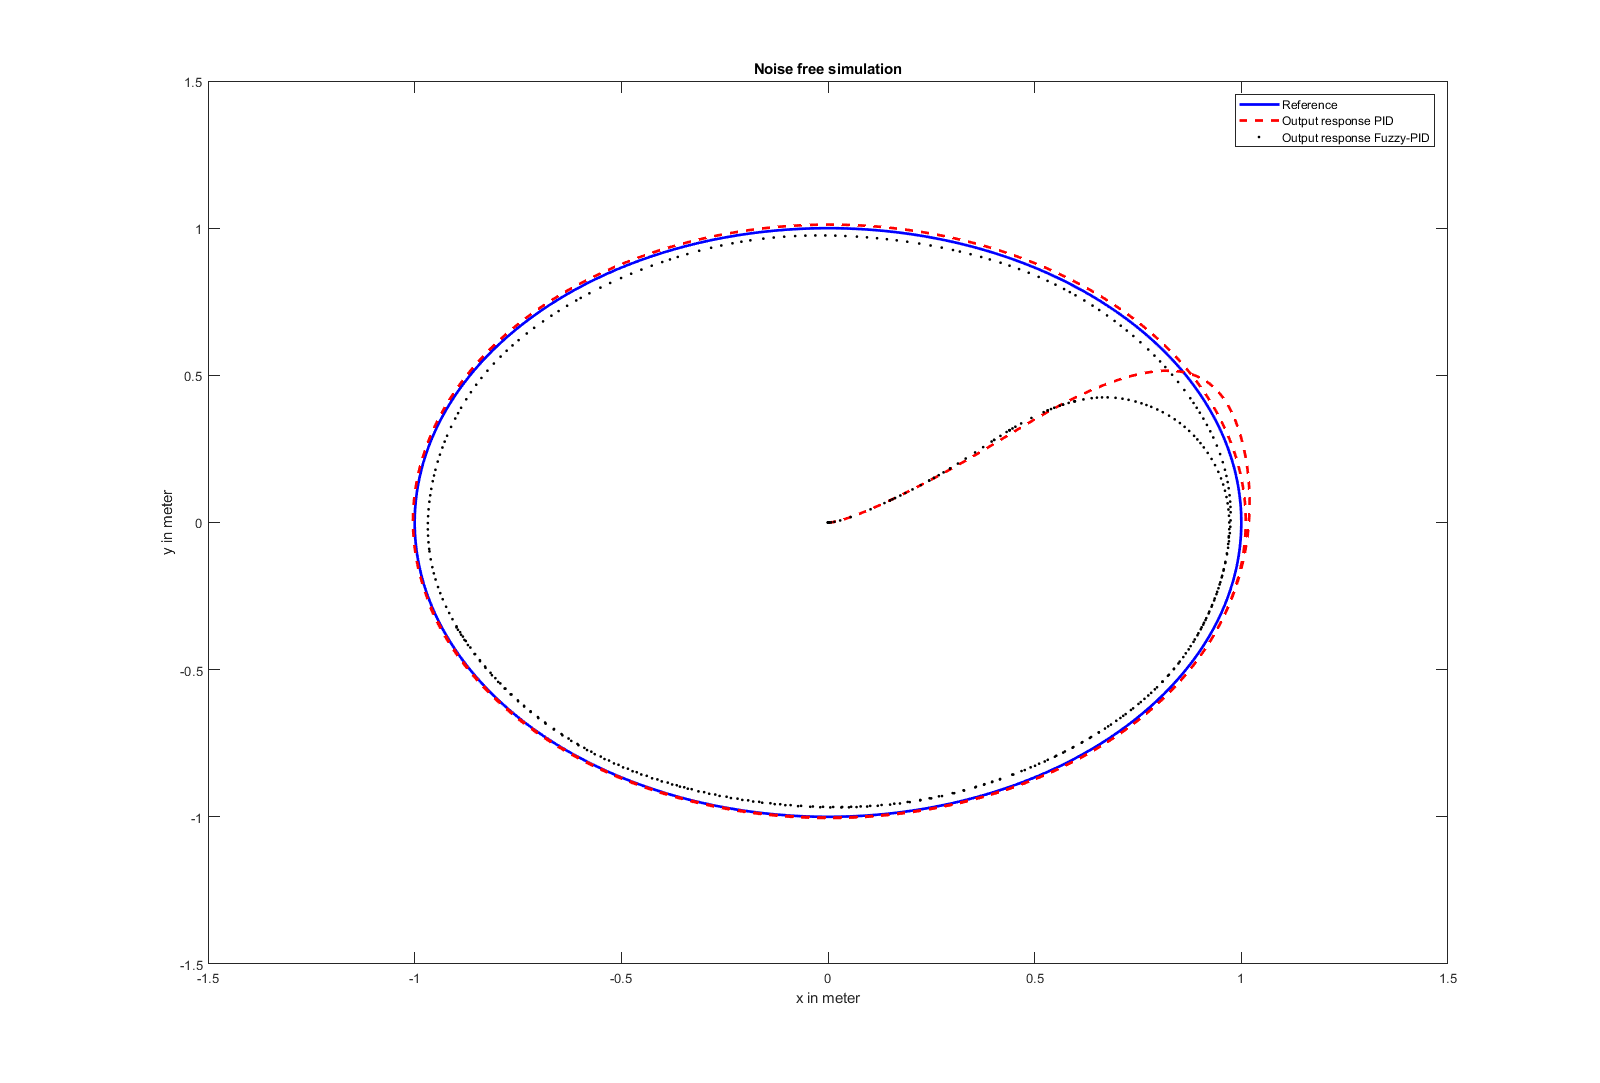 Noise free simulation
Reference
Output response PID
Output response Fuzzy-PID
1.5
1
0.5
0
-0.5
-1
-1.5
y in meter
-1.5
-1
-0.5
0
0.5
1
1.5
x in meter